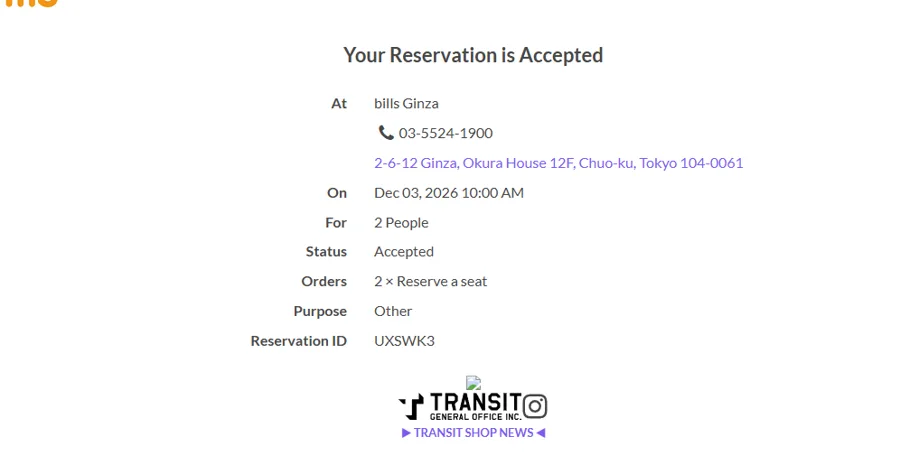 Your Reservation is Accepted
At bills Ginza
03-5524-1900
2-6-12 Ginza, Okura House 12F, Chuo-ku, Tokyo 104-0061
On Dec 03, 2026 10:00 AM
For 2 People
Status Accepted
Orders 2 × Reserve a seat
Purpose Other
Reservation ID UXSWK3
TRANSIT
GENERAL OFFICE INC.
▶ TRANSIT SHOP NEWS ◀